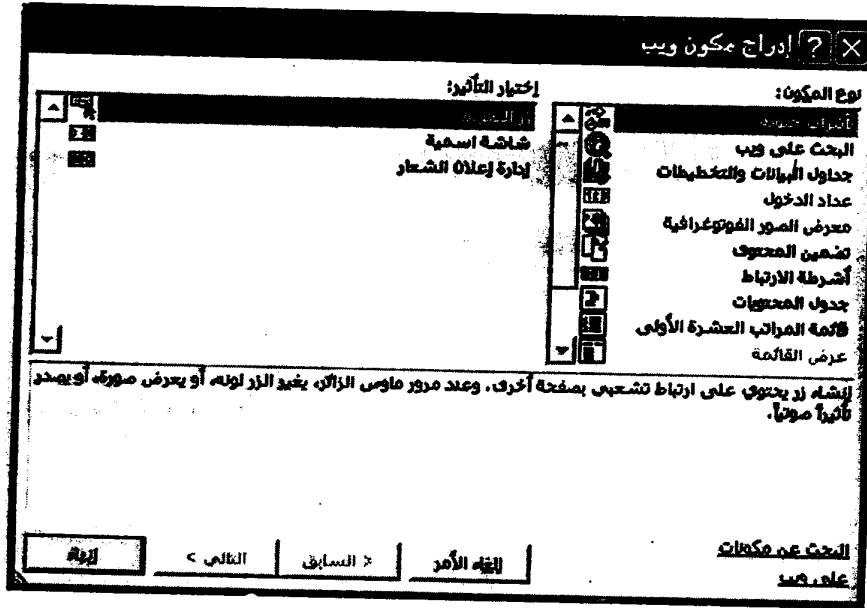 إدراج مكون ويب
نوع المكون:
تأثيرات حيوية
البحث على ويب
جداول البيانات والتخطيطات
عداد الدخول
معرض الصور الفوتوغرافية
تضمين المحتوى
أشرطة الارتباط
جدول المحتويات
قائمة المراتب العشرة الأولى
عرض القائمة
إختيار التأثير:
شاشة اسمية
إدارة إعلان الشعار
إنشاء زر يحتوي على ارتباط تشعبي بصفحة أخرى. وعند مرور ماوس الزائر، يغير الزر لونه، أو يعرض صورة، أو يصدر
تأثيراً صوتياً.
البحث عن مكونات
على ويب
إلغاء الأمر
< السابق
التالي >
إنهاء